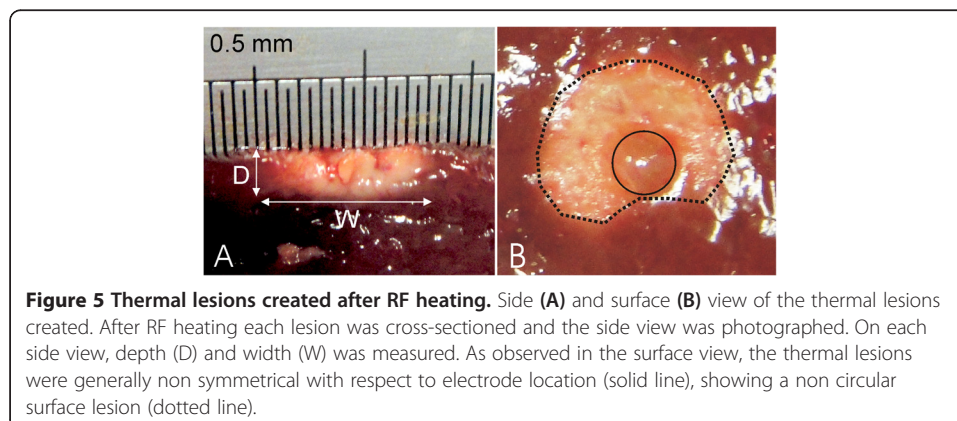 0.5 mm
D
W
A
B
Figure 5 Thermal lesions created after RF heating. Side (A) and surface (B) view of the thermal lesions
created. After RF heating each lesion was cross-sectioned and the side view was photographed. On each
side view, depth (D) and width (W) was measured. As observed in the surface view, the thermal lesions
were generally non symmetrical with respect to electrode location (solid line), showing a non circular
surface lesion (dotted line).